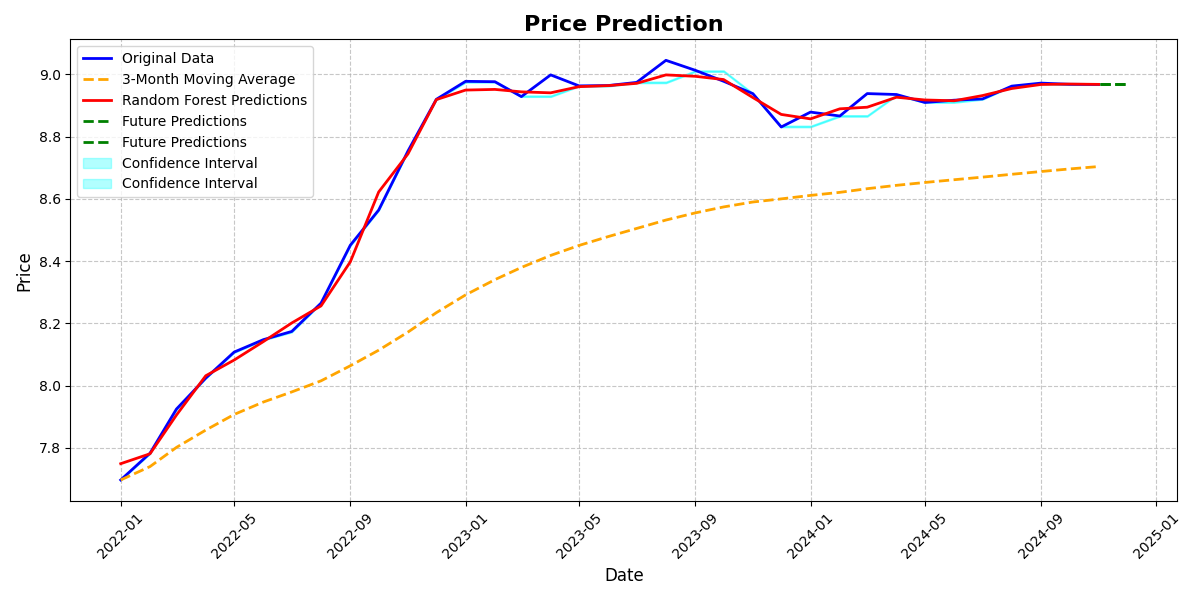 Price Prediction
Original Data
3-Month Moving Average
Random Forest Predictions
Future Predictions
Future Predictions
Confidence Interval
Confidence Interval
Price
9.0
8.8
8.6
8.4
8.2
8.0
7.8
2022-01
2022-05
2022-09
2023-01
2023-05
2023-09
2024-01
2024-05
2024-09
2025-01
Date